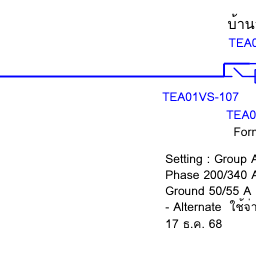 บ้าน
TEA0
TEA01VS-107
TEA0
Forr
Setting : Group A
Phase 200/340 A
Ground 50/55 A
- Alternate ใช้จ่า
17 ธ.ค. 68